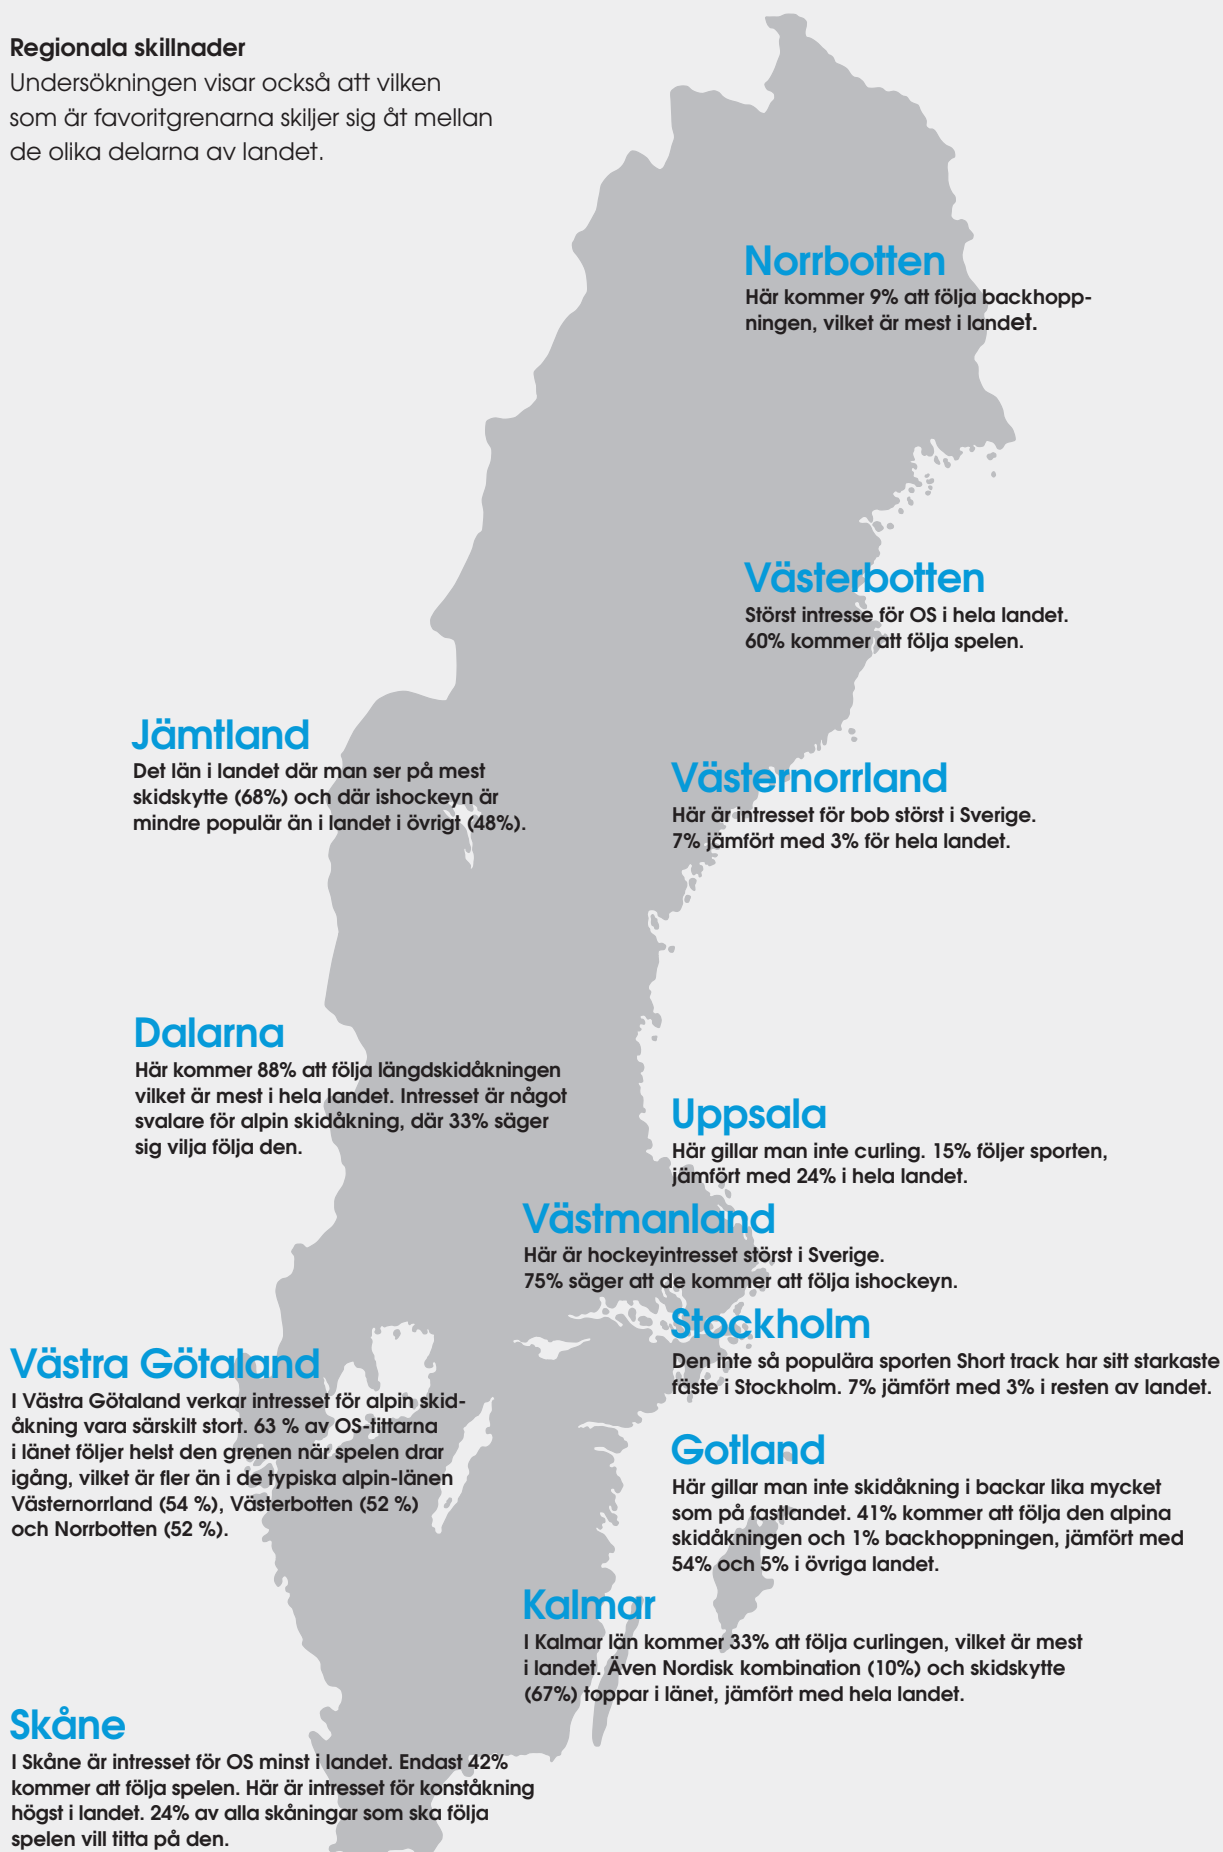 Regionala skillnader
Undersökningen visar också att vilken
som är favoritgrenarna skiljer sig åt mellan
de olika delarna av landet.
Norrbotten
Här kommer 9% att följa backhopp-
ningen, vilket är mest i landet.
Västerbotten
Störst intresse för OS i hela landet.
60% kommer att följa spelen.
Jämtland
Det län i landet där man ser på mest
skidskytte (68%) och där ishockeyn är
mindre populär än i landet i övrigt (48%).
Västernorrland
Här är intresset för bob störst i Sverige.
7% jämfört med 3% för hela landet.
Dalarna
Här kommer 88% att följa längdskidåkningen
vilket är mest i hela landet. Intresset är något
svalare för alpin skidåkning, där 33% säger
sig vilja följa den.
Uppsala
Här gillar man inte curling. 15% följer sporten,
jämfört med 24% i hela landet.
Västmanland
Här är hockeyintresset störst i Sverige.
75% säger att de kommer att följa ishockeyn.
Stockholm
Den inte så populära sporten Short track har sitt starkaste
fäste i Stockholm. 7% jämfört med 3% i resten av landet.
Västra Götaland
I Västra Götaland verkar intresset för alpin skid-
åkning vara särskilt stort. 63 % av OS-tittarna
i länet följer helst den grenen när spelen drar
igång, vilket är fler än i de typiska alpin-länen
Västernorrland (54 %), Västerbotten (52 %)
och Norrbotten (52 %).
Gotland
Här gillar man inte skidåkning i backar lika mycket
som på fastlandet. 41% kommer att följa den alpina
skidåkningen och 1% backhoppningen, jämfört med
54% och 5% i övriga landet.
Kalmar
I Kalmar län kommer 33% att följa curlingen, vilket är mest
i landet. Även Nordisk kombination (10%) och skidskytte
(67%) toppar i länet, jämfört med hela landet.
Skåne
I Skåne är intresset för OS minst i landet. Endast 42%
kommer att följa spelen. Här är intresset för konståkning
högst i landet. 24% av alla skåningar som ska följa
spelen vill titta på den.